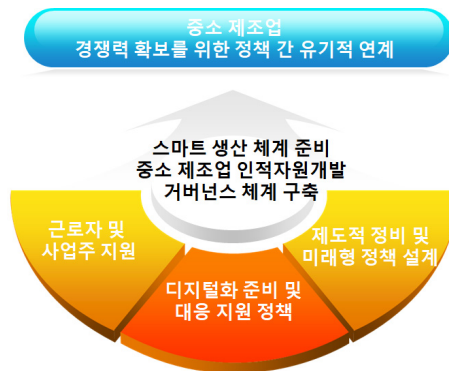 중소 제조업
경쟁력 확보를 위한 정책 간 유기적 연계
스마트 생산 체계 준비
중소 제조업 인적자원개발
거버넌스 체계 구축
근로자 및
사업주 지원
디지털화 준비 및
대응 지원 정책
제도적 정비 및
미래형 정책 설계